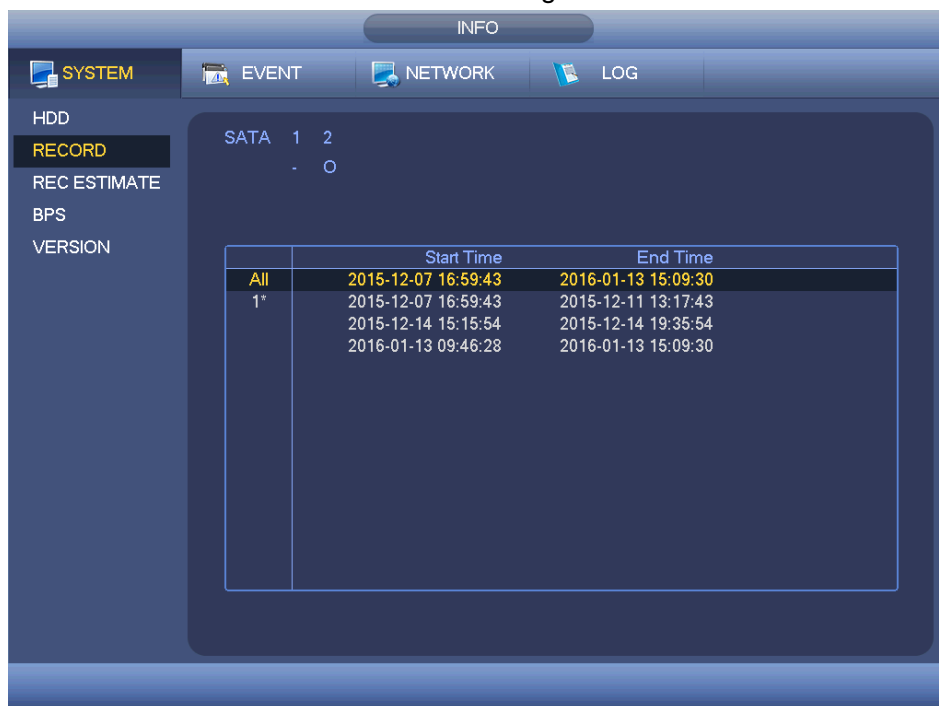 INFO
SYSTEM EVENT NETWORK LOG
HDD
RECORD
REC ESTIMATE
BPS
VERSION
SATA 1 2
- O
Start Time End Time
All 2015-12-07 16:59:43 2016-01-13 15:09:30
1* 2015-12-07 16:59:43 2015-12-11 13:17:43
2015-12-14 15:15:54 2015-12-14 19:35:54
2016-01-13 09:46:28 2016-01-13 15:09:30